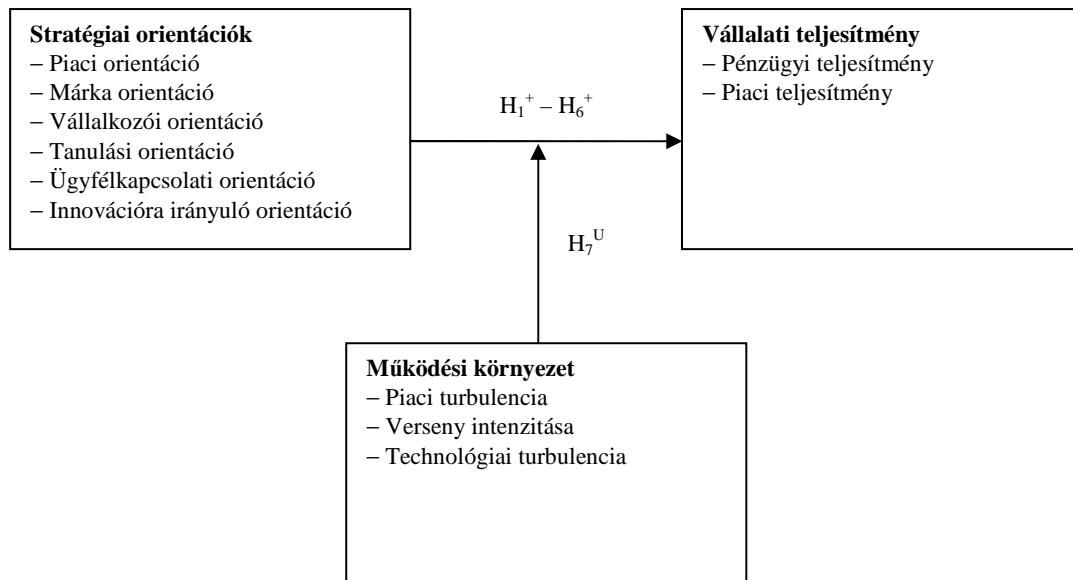 Stratégiai orientációk
– Piaci orientáció
– Márka orientáció
– Vállalkozói orientáció
– Tanulási orientáció
– Ügyfélkapcsolati orientáció
– Innovációra irányuló orientáció
H₁⁺ – H₆⁺
Vállalati teljesítmény
– Pénzügyi teljesítmény
– Piaci teljesítmény
H₇ᵁ
Működési környezet
– Piaci turbulencia
– Verseny intenzitása
– Technológiai turbulencia